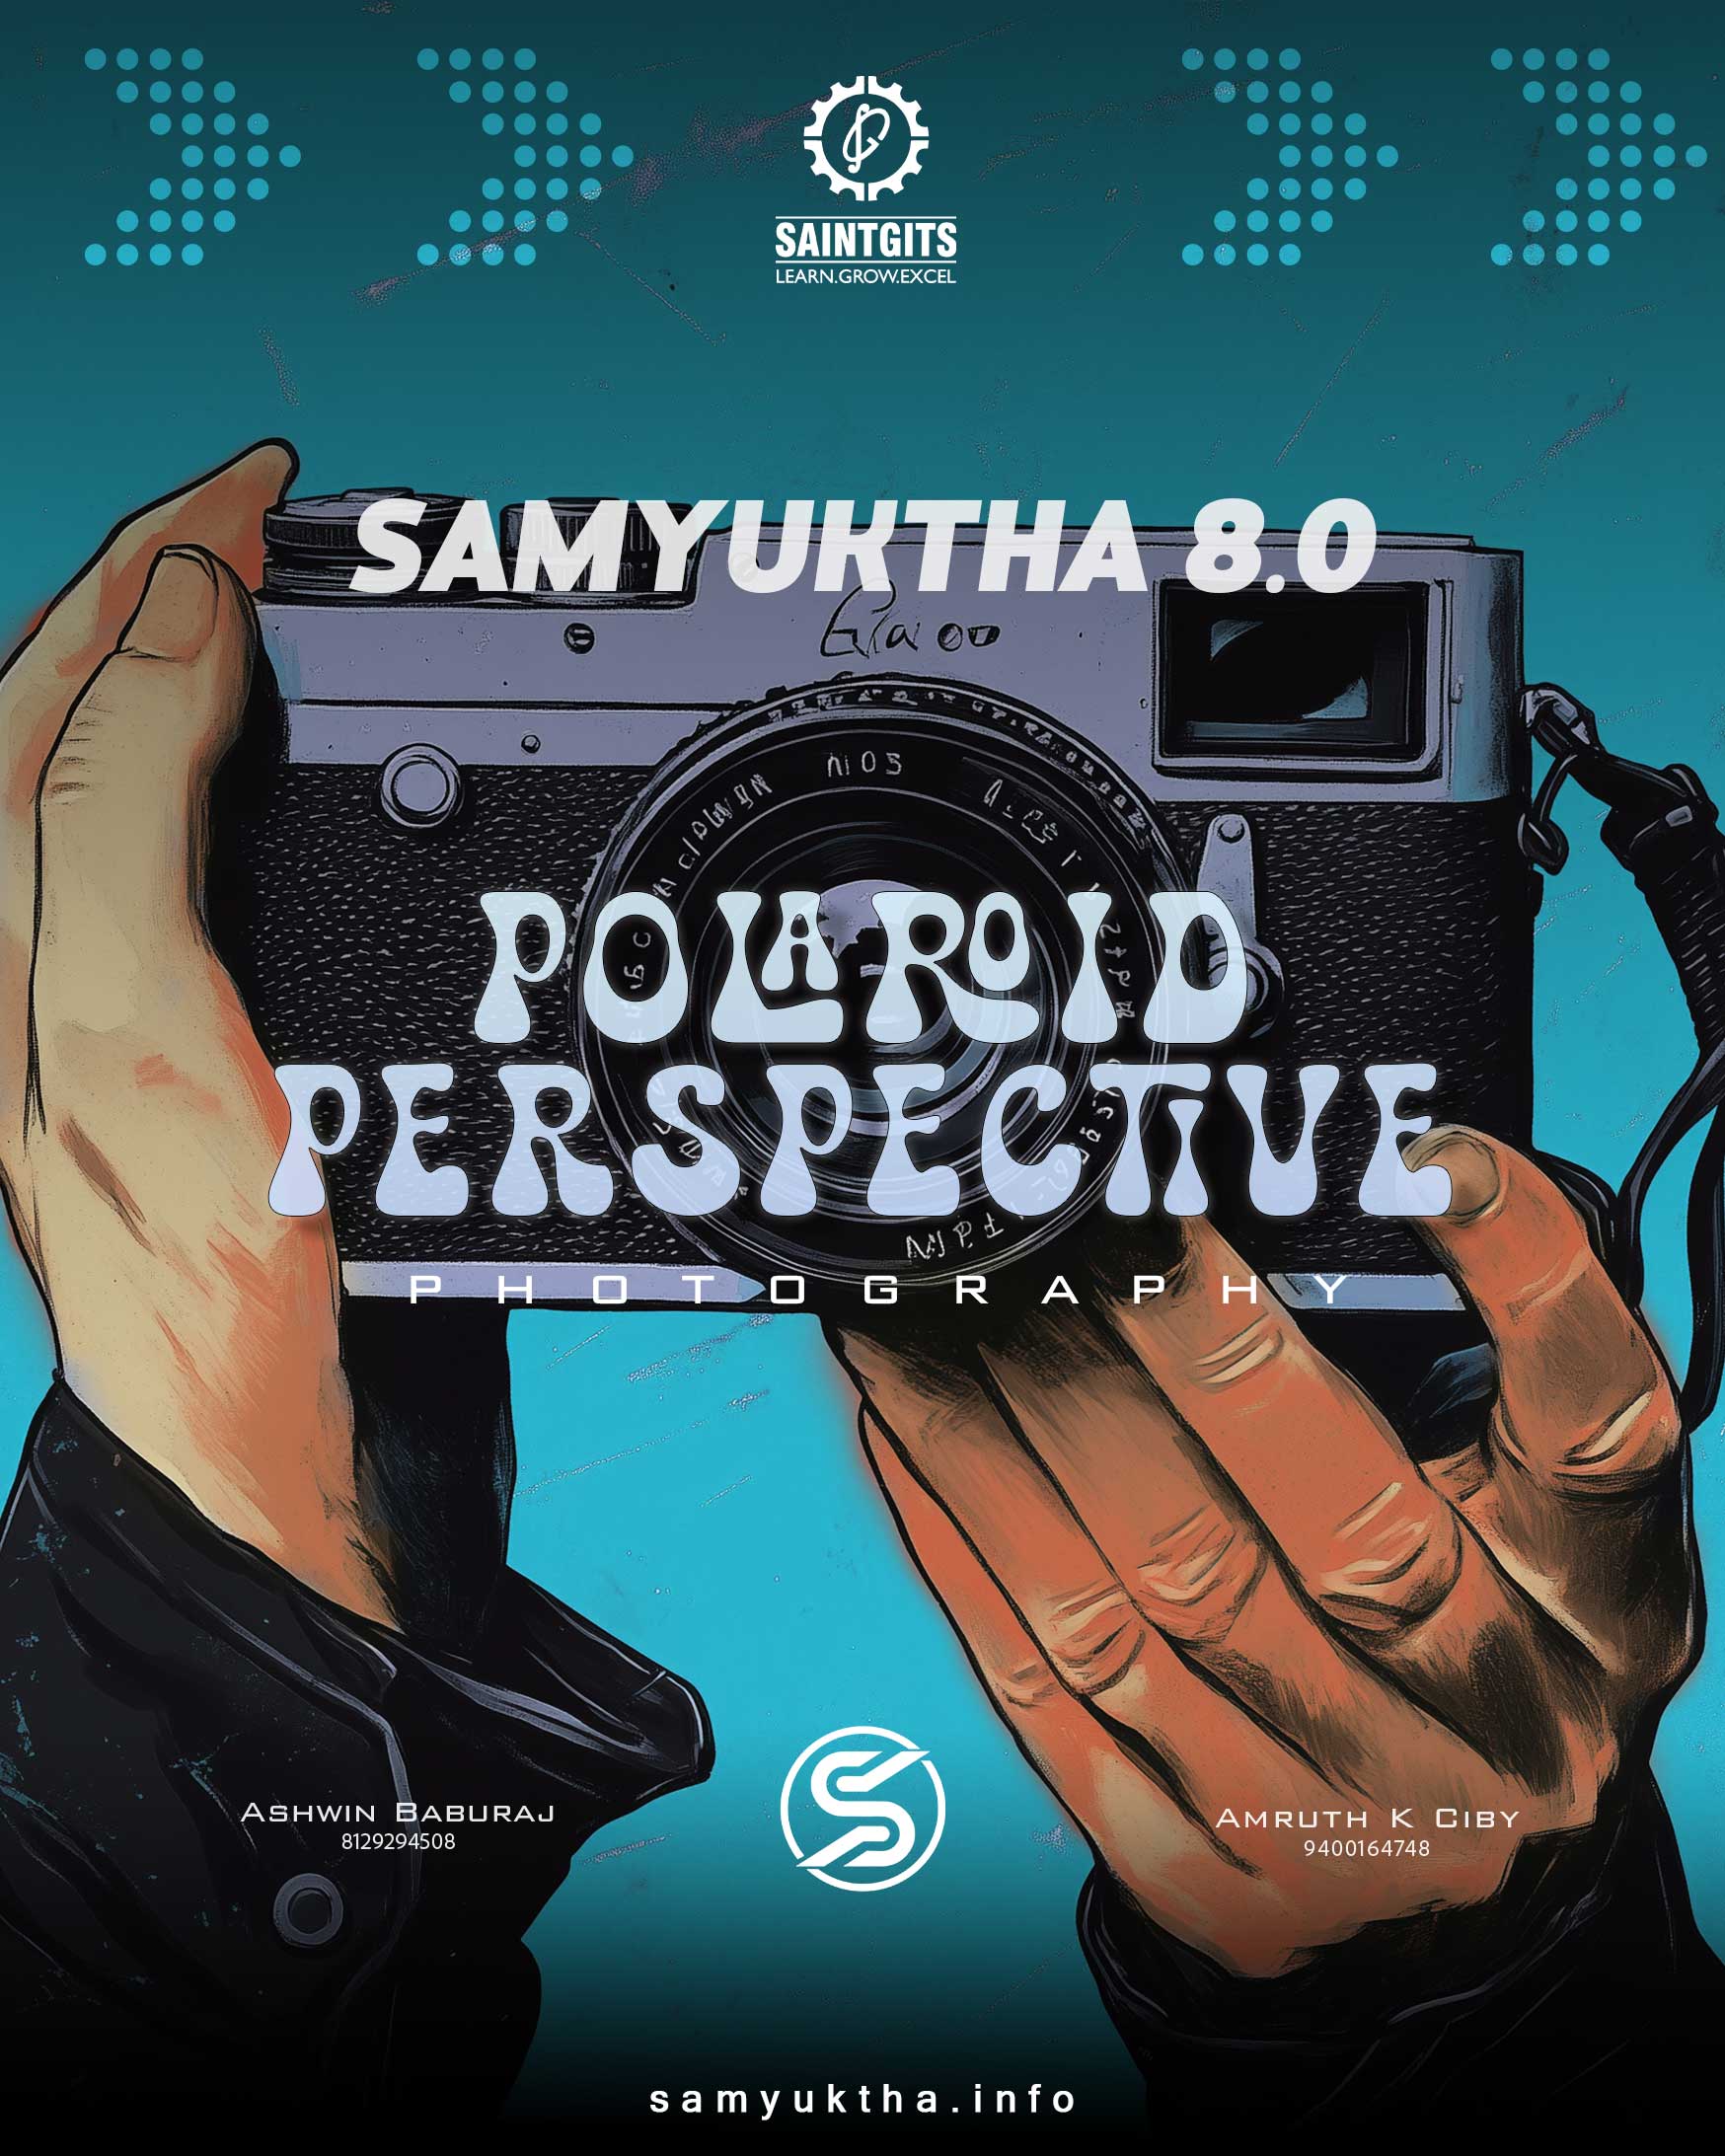 SAINTGITS
LEARN.GROW.EXCEL
SAMYUKTHA 8.0
POLAROID
PERSPECTIVE
PHOTOGRAPHY
ASHWIN BABURAJ
8129294508
AMRUTH K CIBY
9400164748
samyuktha.info